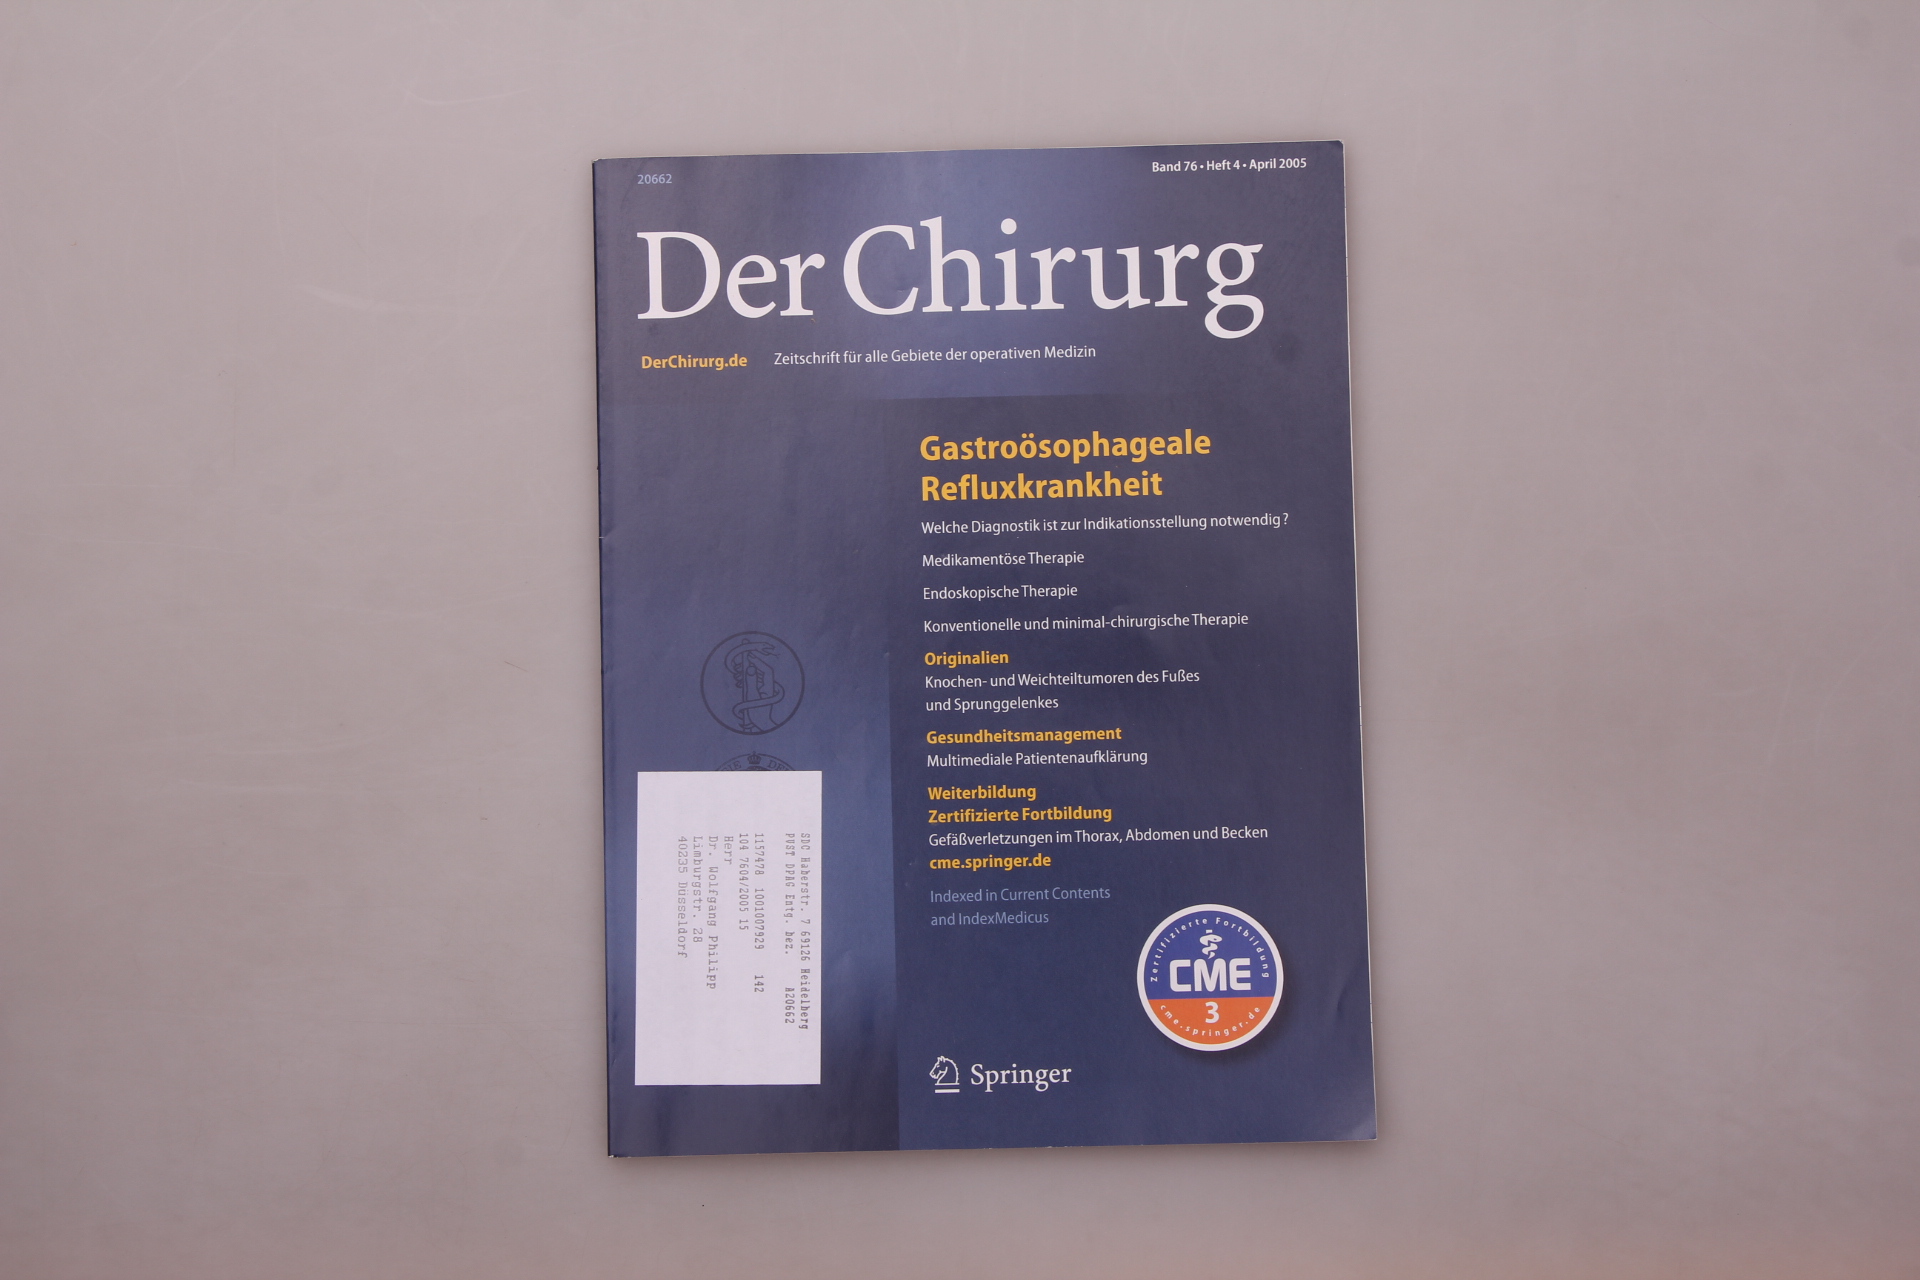 20662
Band 76 • Heft 4 • April 2005
Der Chirurg
DerChirurg.de
Zeitschrift für alle Gebiete der operativen Medizin
Gastroösophageale
Refluxkrankheit
Welche Diagnostik ist zur Indikationsstellung notwendig?
Medikamentöse Therapie
Endoskopische Therapie
Konventionelle und minimal-chirurgische Therapie
Originalien
Knochen- und Weichteiltumoren des Fußes
und Sprunggelenkes
Gesundheitsmanagement
Multimediale Patientenaufklärung
Weiterbildung
Zertifizierte Fortbildung
Gefäßverletzungen im Thorax, Abdomen und Becken
cme.springer.de
Indexed in Current Contents
and IndexMedicus
Zertifizierte Fortbildung
CME
3
cme.springer.de
Springer
SDC Haberstr. 7 69126 Heidelberg
PVST DPAG Entg. bez. A20662
1157478 1001007929 142
104 7604/2005 15
Herr
Dr. Wolfgang Philipp
Limburgstr. 28
40235 Düsseldorf